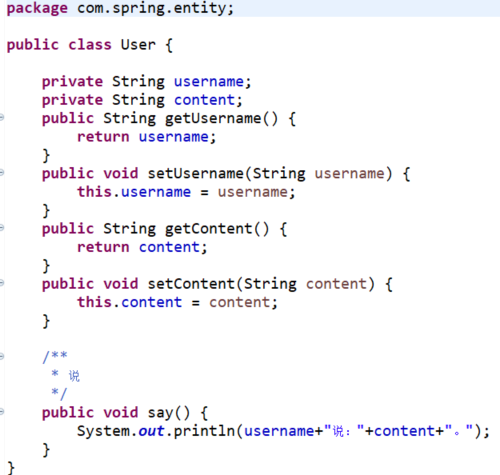 package com.spring.entity;
public class User {
private String username;
private String content;
public String getUsername() {
return username;
}
public void setUsername(String username) {
this.username = username;
}
public String getContent() {
return content;
}
public void setContent(String content) {
this.content = content;
}
/**
* 说
*/
public void say() {
System.out.println(username+"说："+content+"。");
}
}